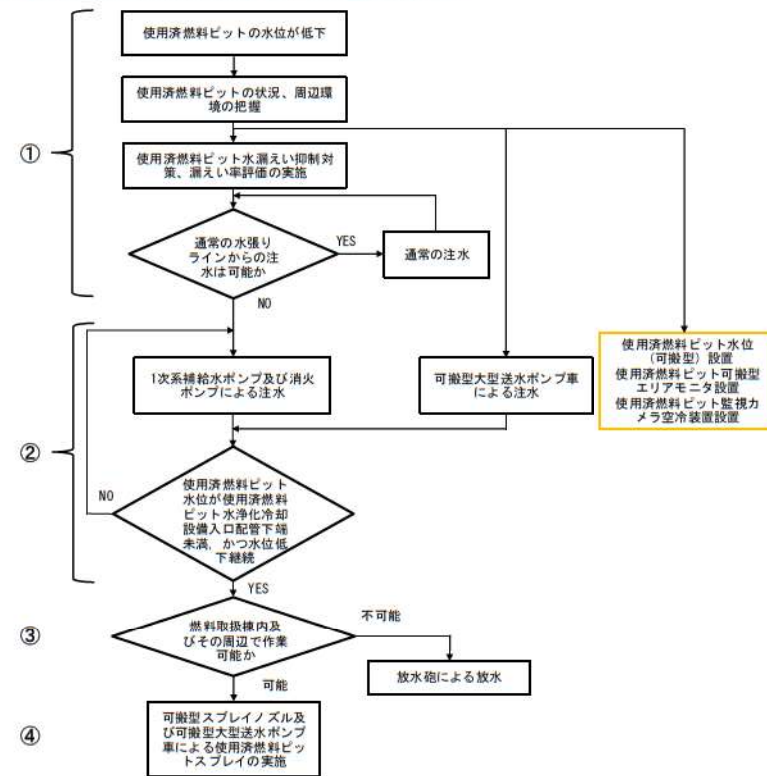 使用済燃料ピットの水位が低下
使用済燃料ピットの状況、周辺環
境の把握
①
使用済燃料ピット水漏えい抑制対
策、漏えい率評価の実施
通常の水張り
ラインからの注
水は可能か
YES
通常の注水
NO
1次系補給水ポンプ及び消火
ポンプによる注水
可搬型大型送水ポンプ車
による注水
使用済燃料ピット水位
(可搬型)設置
使用済燃料ピット可搬型
エリアモニタ設置
使用済燃料ピット監視カ
メラ空冷装置設置
②
使用済燃料ピット
水位が使用済燃料
ピット水浄化冷却
設備入口配管下端
未満、かつ水位低
下継続
NO
YES
③
燃料取扱棟内及
びその周辺で作業
可能か
不可能
放水砲による放水
可能
④
可搬型スプレイノズル及
び可搬型大型送水ポンプ
車による使用済燃料ピッ
トスプレイの実施